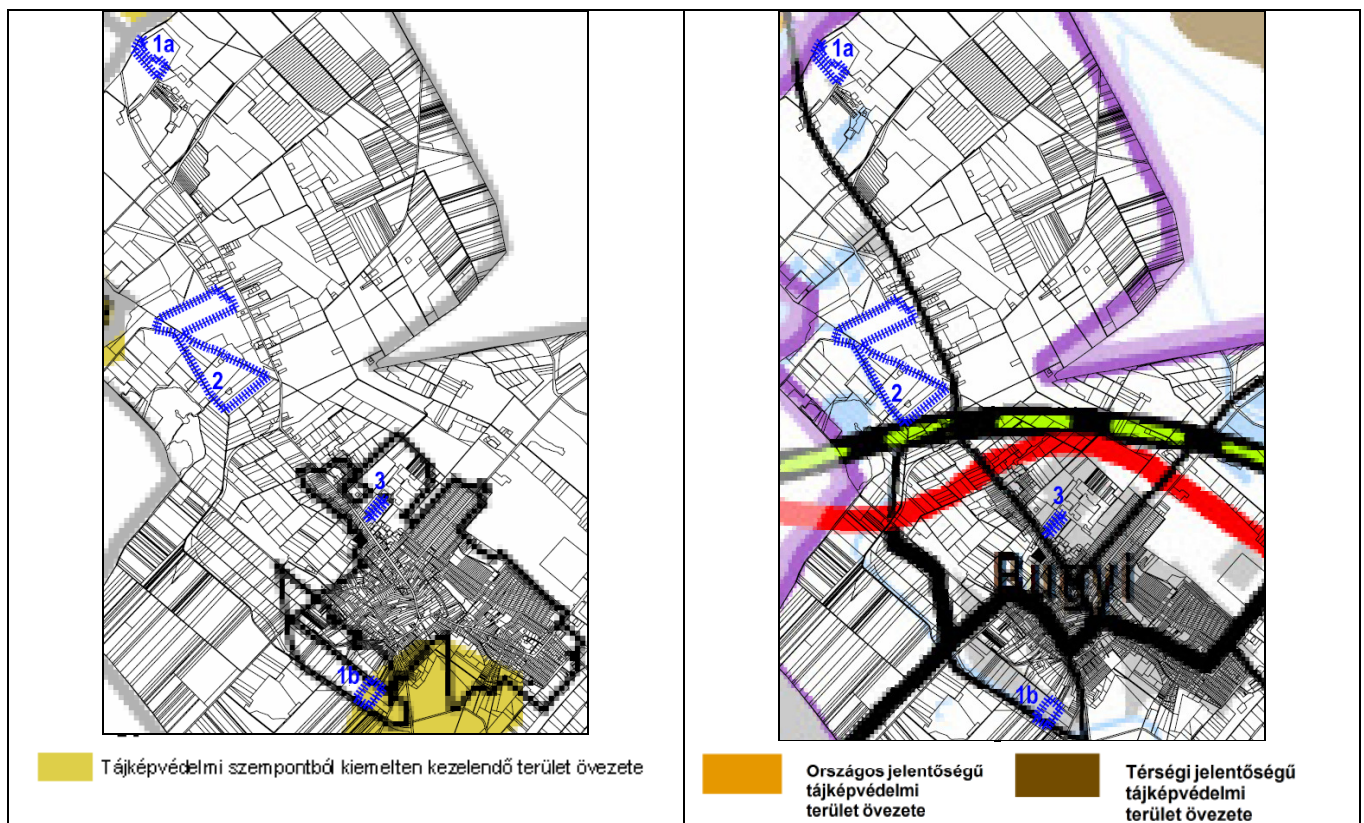 1a
2
3
1b
Tájképvédelmi szempontból kiemelten kezelendő terület övezete
1a
2
3
Bugyi
1b
Országos jelentőségű
tájképvédelmi
terület övezete
Térségi jelentőségű
tájképvédelmi
terület övezete